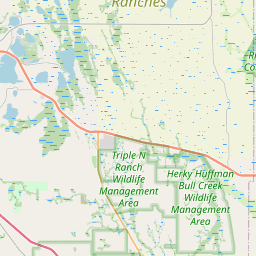 Ranches
Triple N
Ranch
Wildlife
Management
Area
Herky Huffman
Bull Creek
Wildlife
Management
Area